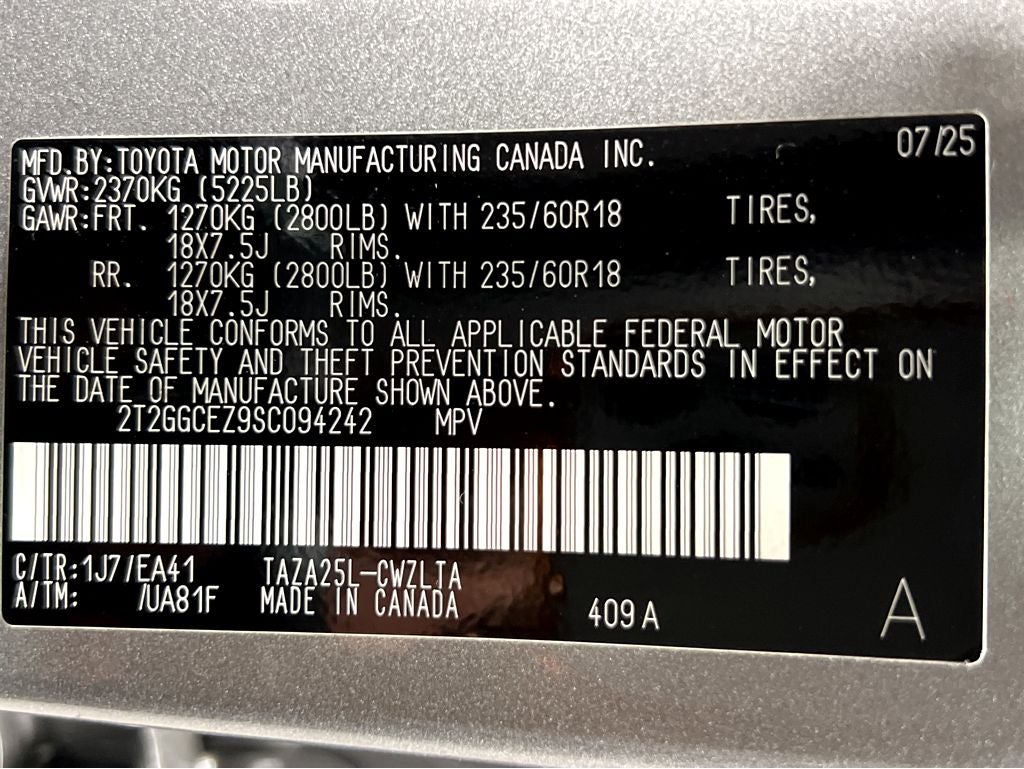 07/25
MFD.BY:TOYOTA MOTOR MANUFACTURING CANADA INC.
GVWR:2370KG (5225LB)
GAWR:FRT. 1270KG (2800LB) WITH 235/60R18 TIRES,
18X7.5J RIMS.
RR. 1270KG (2800LB) WITH 235/60R18 TIRES,
18X7.5J RIMS.
THIS VEHICLE CONFORMS TO ALL APPLICABLE FEDERAL MOTOR
VEHICLE SAFETY AND THEFT PREVENTION STANDARDS IN EFFECT ON
THE DATE OF MANUFACTURE SHOWN ABOVE.
2T2GGCEZ9SC094242 MPV
C/TR:1J7/EA41 TAZA25L-CWZLTA
A/TM: /UA81F MADE IN CANADA
409 A
A